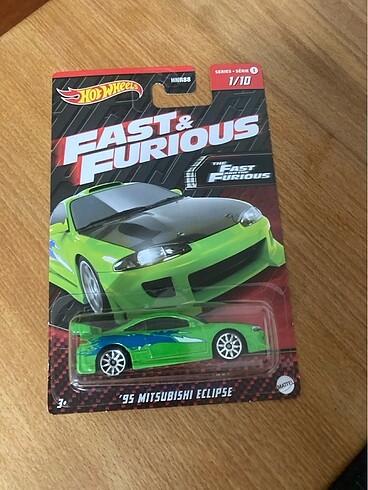 Hot Wheels
HNR88
SERIES • SÉRIE 1
1/10
FAST &
FURIOUS
THE
FAST
AND THE
FURIOUS
'95 MITSUBISHI ECLIPSE
3+
MATTEL